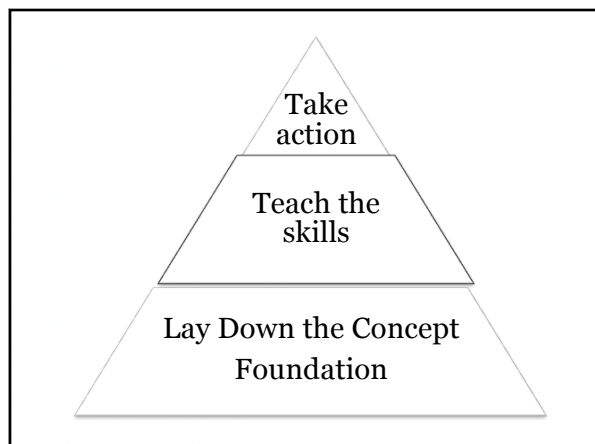 Take
action
Teach the
skills
Lay Down the Concept
Foundation